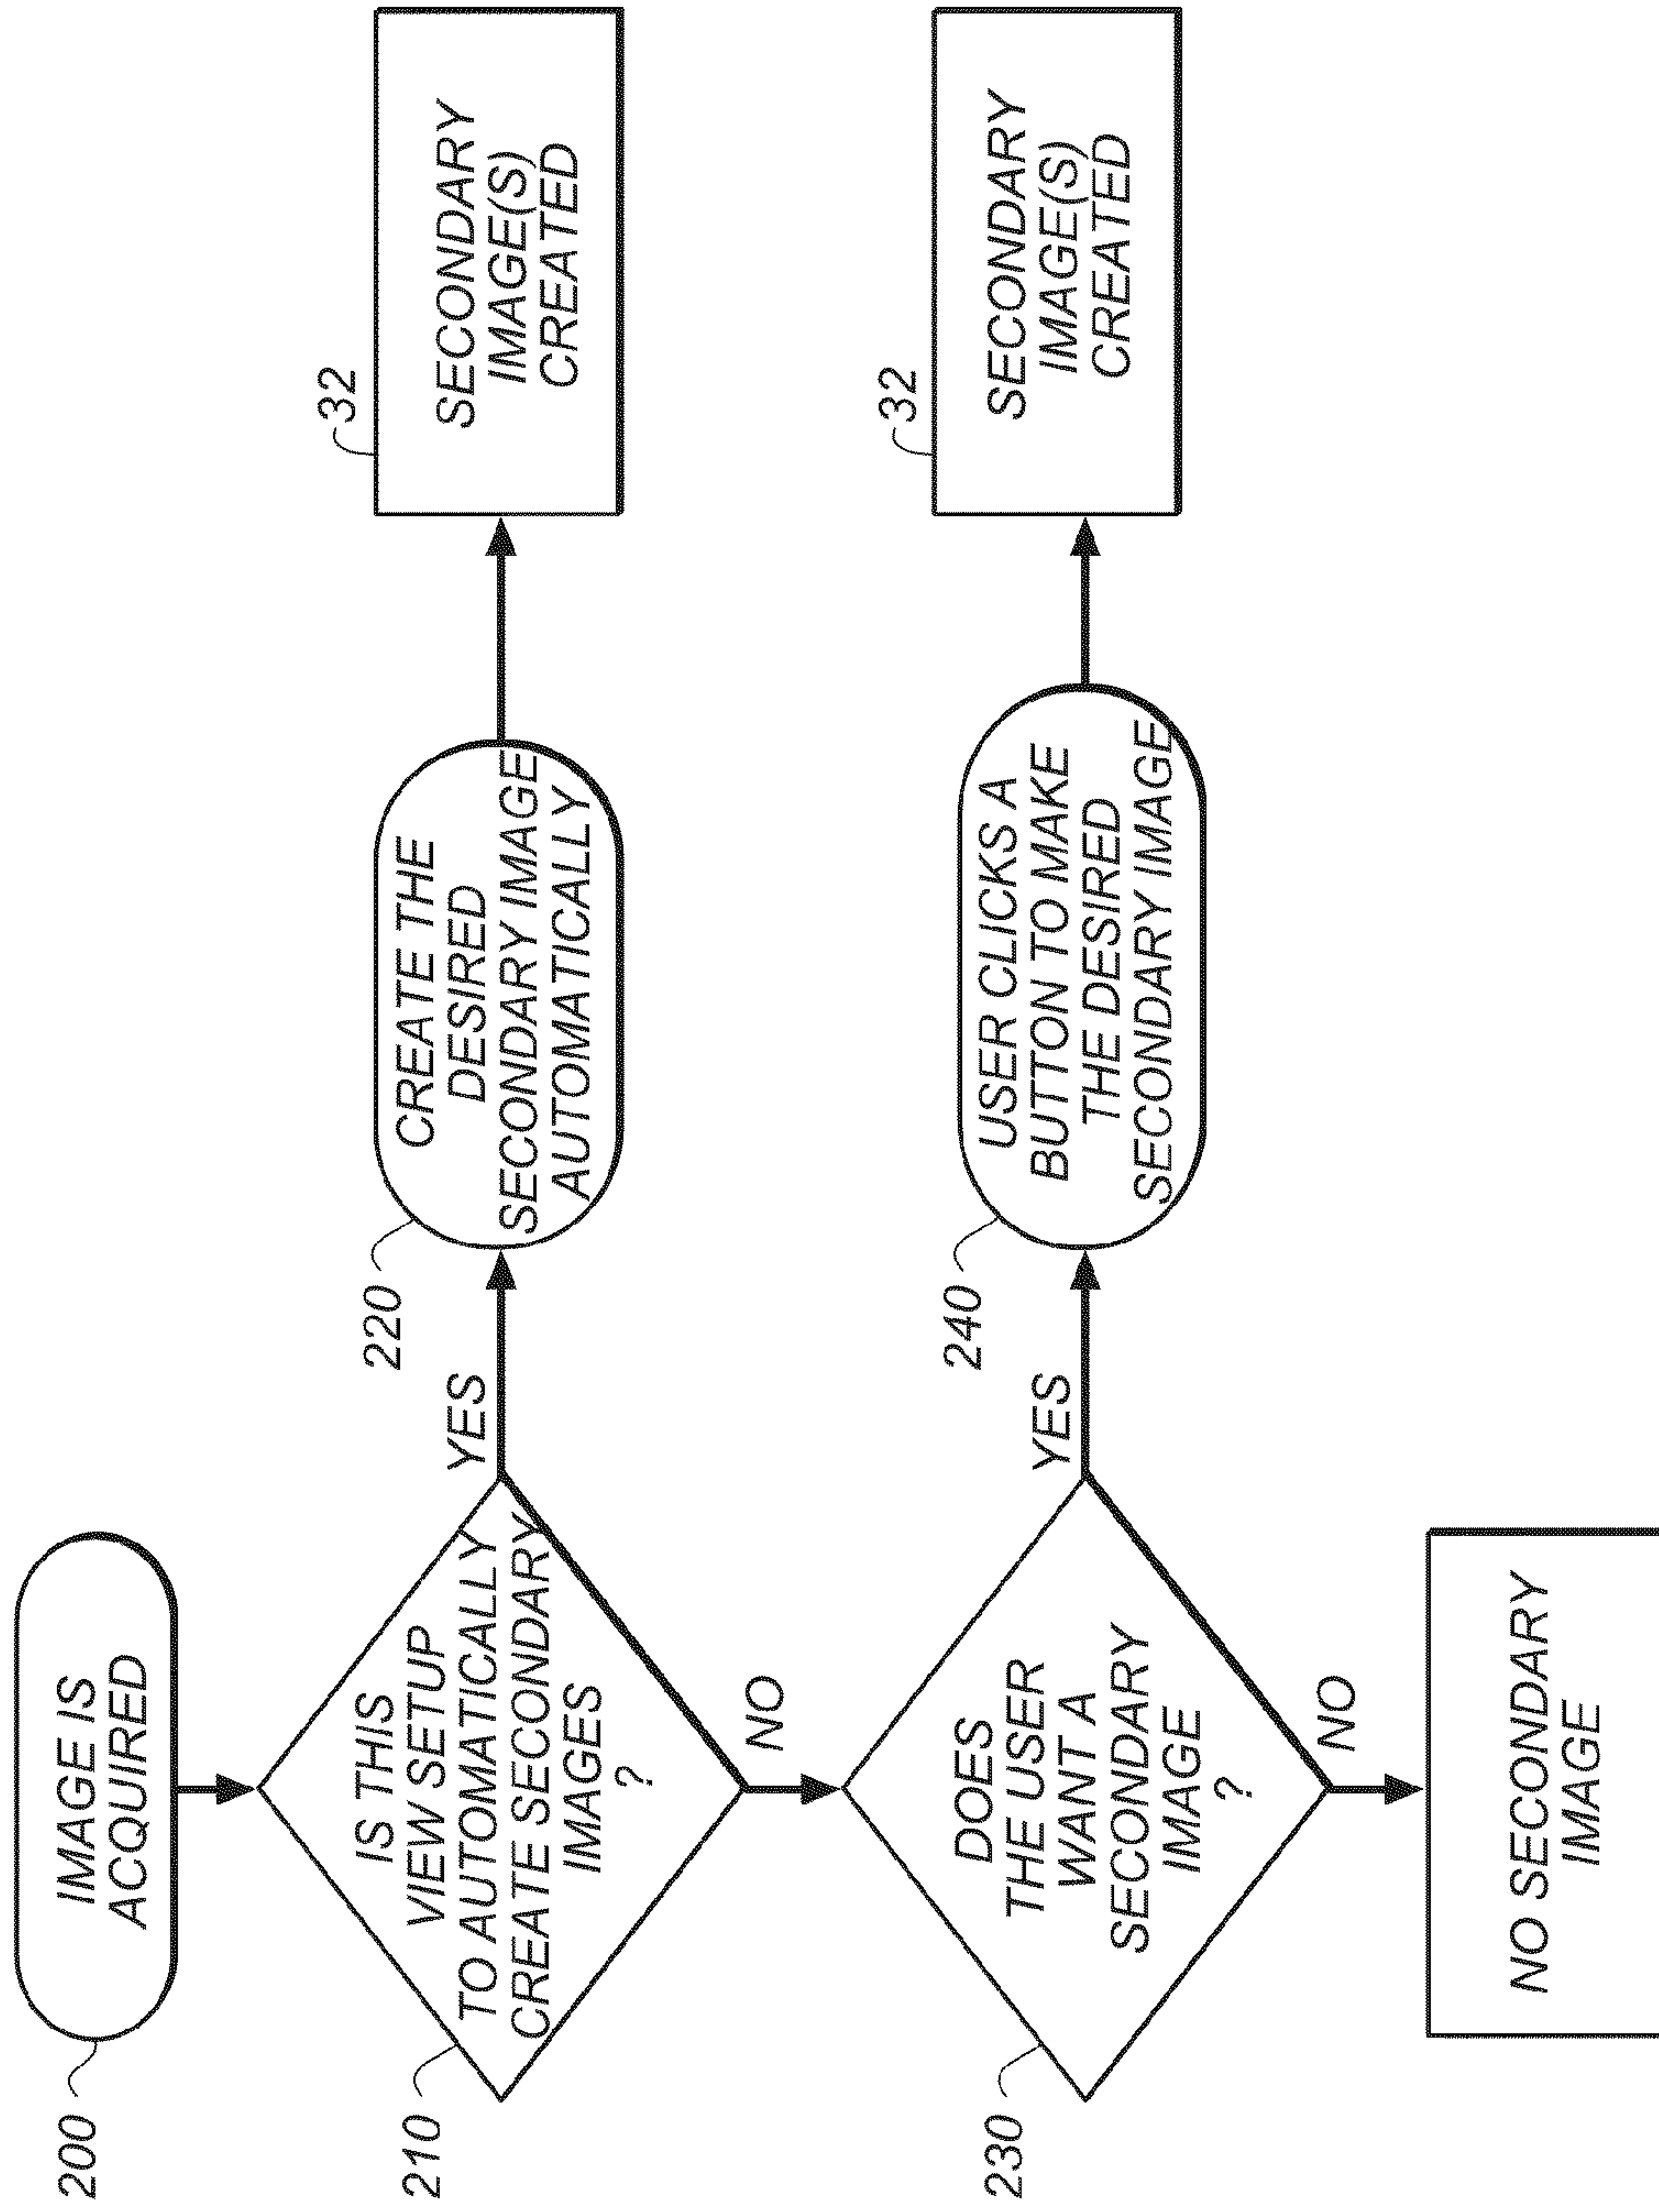 200
IMAGE IS
ACQUIRED
210
IS THIS
VIEW SETUP
TO AUTOMATICALLY
CREATE SECONDARY
IMAGES
?
YES
220
CREATE THE
DESIRED
SECONDARY IMAGE
AUTOMATICALLY
32
SECONDARY
IMAGE(S)
CREATED
NO
230
DOES
THE USER
WANT A
SECONDARY
IMAGE
?
YES
240
USER CLICKS A
BUTTON TO MAKE
THE DESIRED
SECONDARY IMAGE
32
SECONDARY
IMAGE(S)
CREATED
NO
NO SECONDARY
IMAGE